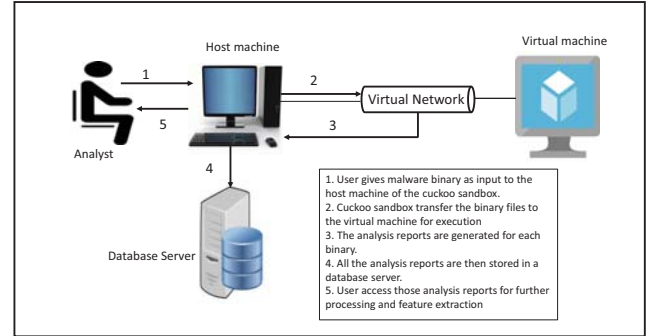 Host machine
Virtual machine
1
2
Virtual Network
5
3
Analyst
4
Database Server
1. User gives malware binary as input to the
host machine of the cuckoo sandbox.
2. Cuckoo sandbox transfer the binary files to
the virtual machine for execution
3. The analysis reports are generated for each
binary.
4. All the analysis reports are then stored in a
database server.
5. User access those analysis reports for further
processing and feature extraction